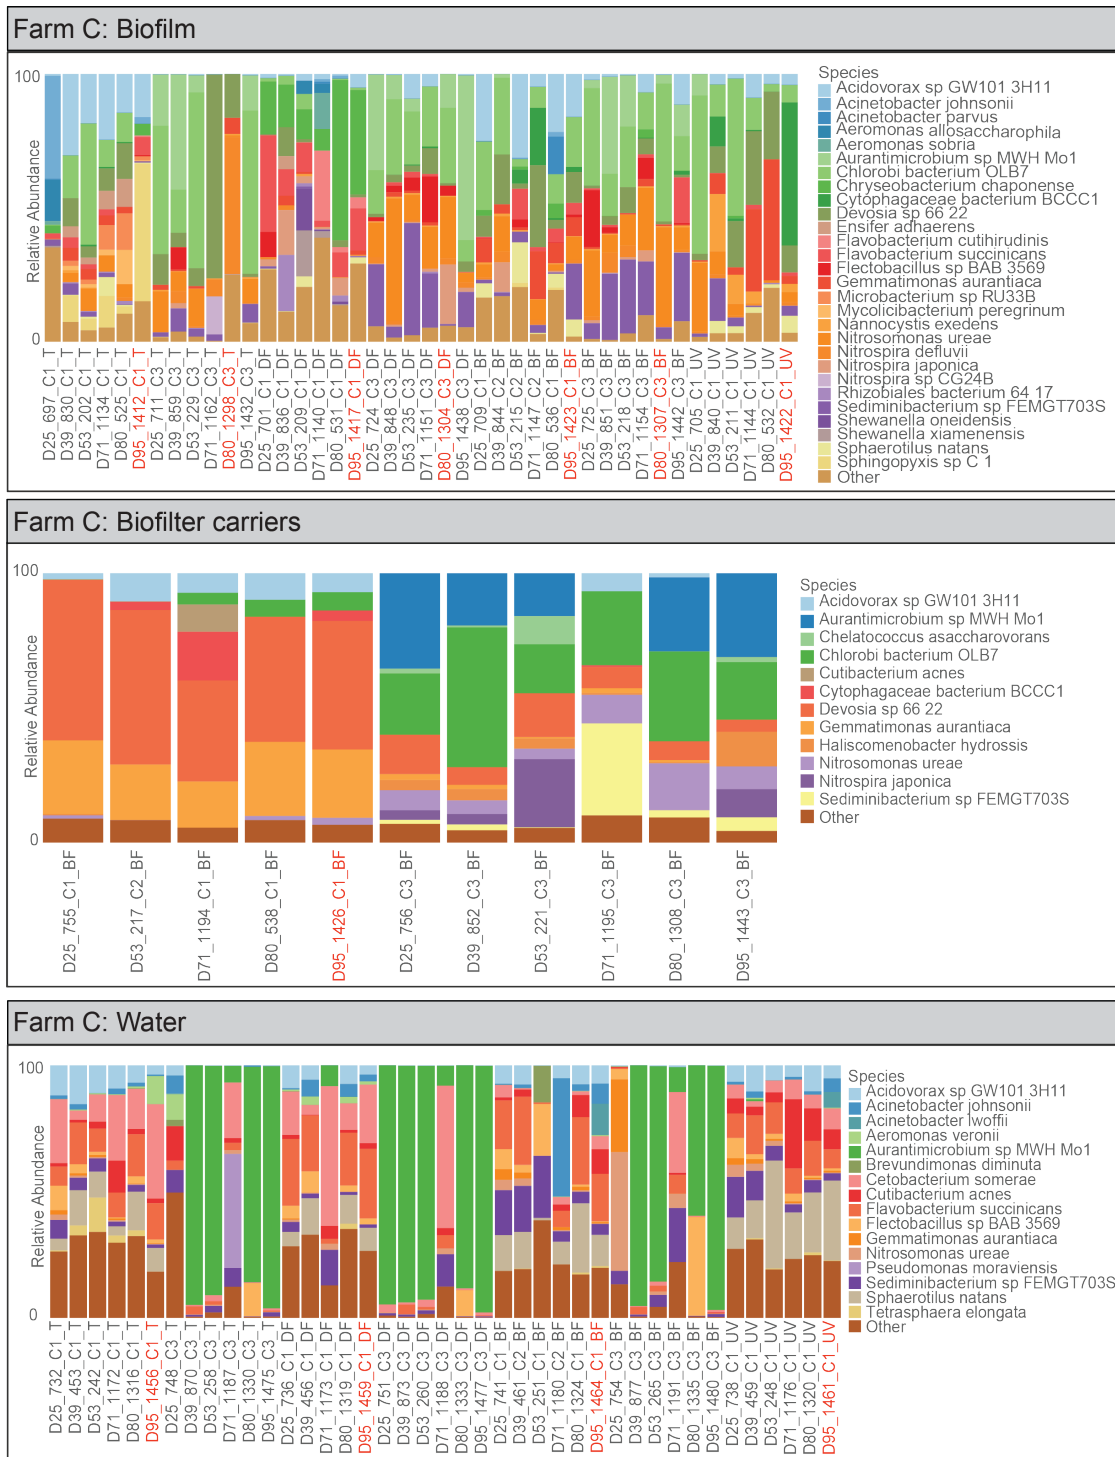 Farm C: Biofilm
100
Relative Abundance
0
D25_697_C1_T
D39_830_C1_T
D53_202_C1_T
D71_1134_C1_T
D80_525_C1_T
D95_1412_C1_T
D25_711_C3_T
D39_859_C3_T
D53_229_C3_T
D71_1162_C3_T
D80_1298_C3_T
D95_1432_C3_T
D25_701_C1_DF
D39_836_C1_DF
D53_209_C1_DF
D71_1140_C1_DF
D80_531_C1_DF
D95_1417_C1_DF
D25_724_C3_DF
D39_848_C3_DF
D53_235_C3_DF
D71_1151_C3_DF
D80_1304_C3_DF
D95_1438_C3_DF
D25_709_C1_BF
D39_844_C2_BF
D53_215_C2_BF
D71_1147_C2_BF
D80_536_C1_BF
D95_1423_C1_BF
D25_725_C3_BF
D39_851_C3_BF
D53_218_C3_BF
D71_1154_C3_BF
D80_1307_C3_BF
D95_1442_C3_BF
D25_705_C1_UV
D39_840_C1_UV
D53_211_C1_UV
D71_1144_C1_UV
D80_532_C1_UV
D95_1422_C1_UV
Species
Acidovorax sp GW101 3H11
Acinetobacter johnsonii
Acinetobacter parvus
Aeromonas allosaccharophila
Aeromonas sobria
Aurantimicrobium sp MWH Mo1
Chlorobi bacterium OLB7
Chryseobacterium chaponense
Cytophagaceae bacterium BCCC1
Devosia sp 66 22
Ensifer adhaerens
Flavobacterium cutihirudinis
Flavobacterium succinicans
Flectobacillus sp BAB 3569
Gemmatimonas aurantiaca
Microbacterium sp RU33B
Mycolicibacterium peregrinum
Nannocystis exedens
Nitrosomonas ureae
Nitrospira defluvii
Nitrospira japonica
Nitrospira sp CG24B
Rhizobiales bacterium 64 17
Sediminibacterium sp FEMGT703S
Shewanella oneidensis
Shewanella xiamenensis
Sphaerotilus natans
Sphingopyxis sp C 1
Other
Farm C: Biofilter carriers
100
Relative Abundance
0
D25_755_C1_BF
D53_217_C2_BF
D71_1194_C1_BF
D80_538_C1_BF
D95_1426_C1_BF
D25_756_C3_BF
D39_852_C3_BF
D53_221_C3_BF
D71_1195_C3_BF
D80_1308_C3_BF
D95_1443_C3_BF
Species
Acidovorax sp GW101 3H11
Aurantimicrobium sp MWH Mo1
Chelatococcus asaccharovorans
Chlorobi bacterium OLB7
Cutibacterium acnes
Cytophagaceae bacterium BCCC1
Devosia sp 66 22
Gemmatimonas aurantiaca
Haliscomenobacter hydrossis
Nitrosomonas ureae
Nitrospira japonica
Sediminibacterium sp FEMGT703S
Other
Farm C: Water
100
Relative Abundance
0
D25_732_C1_T
D39_453_C1_T
D53_242_C1_T
D71_1172_C1_T
D80_1316_C1_T
D95_1456_C1_T
D25_748_C3_T
D39_870_C3_T
D53_258_C3_T
D71_1187_C3_T
D80_1330_C3_T
D95_1475_C3_T
D25_736_C1_DF
D39_456_C1_DF
D71_1173_C1_DF
D80_1319_C1_DF
D95_1459_C1_DF
D25_751_C3_DF
D39_873_C3_DF
D53_260_C3_DF
D71_1188_C3_DF
D80_1333_C3_DF
D95_1477_C3_DF
D25_741_C1_BF
D39_461_C2_BF
D53_251_C1_BF
D71_1180_C2_BF
D80_1324_C1_BF
D95_1464_C1_BF
D25_754_C3_BF
D39_877_C3_BF
D53_265_C3_BF
D71_1191_C3_BF
D80_1335_C3_BF
D95_1480_C3_BF
D25_738_C1_UV
D39_459_C1_UV
D53_248_C1_UV
D71_1176_C1_UV
D80_1320_C1_UV
D95_1461_C1_UV
Species
Acidovorax sp GW101 3H11
Acinetobacter johnsonii
Acinetobacter lwoffii
Aeromonas veronii
Aurantimicrobium sp MWH Mo1
Brevundimonas diminuta
Cetobacterium somerae
Cutibacterium acnes
Flavobacterium succinicans
Flectobacillus sp BAB 3569
Gemmatimonas aurantiaca
Nitrosomonas ureae
Pseudomonas moraviensis
Sediminibacterium sp FEMGT703S
Sphaerotilus natans
Tetrasphaera elongata
Other